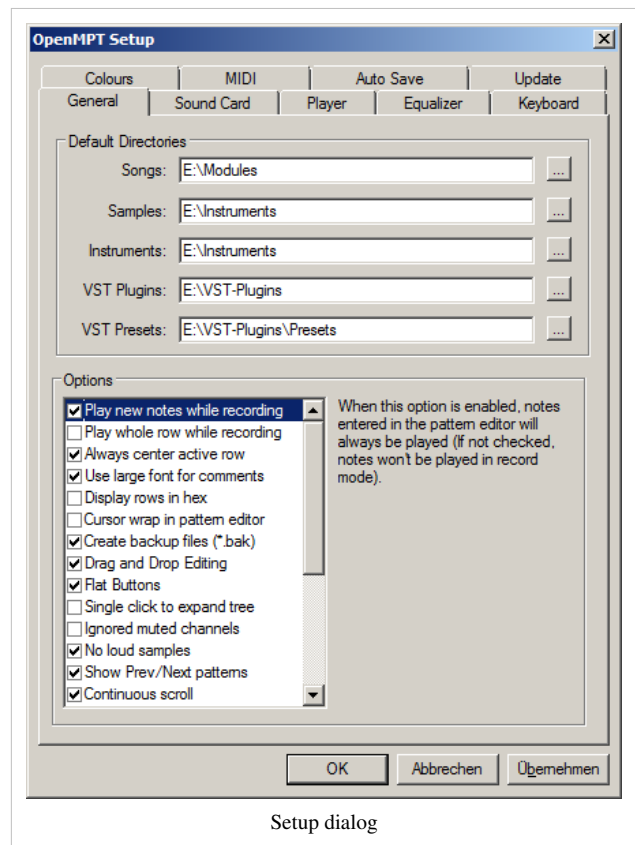 OpenMPT Setup
Colours MIDI Auto Save Update
General Sound Card Player Equalizer Keyboard
Default Directories
Songs: E:\Modules ...
Samples: E:\Instruments ...
Instruments: E:\Instruments ...
VST Plugins: E:\VST-Plugins ...
VST Presets: E:\VST-Plugins\Presets ...
Options
Play new notes while recording
Play whole row while recording
Always center active row
Use large font for comments
Display rows in hex
Cursor wrap in pattern editor
Create backup files (*.bak)
Drag and Drop Editing
Flat Buttons
Single click to expand tree
Ignored muted channels
No loud samples
Show Prev/Next patterns
Continuous scroll
When this option is enabled, notes
entered in the pattern editor will
always be played (If not checked,
notes won't be played in record
mode).
OK Abbrechen Übernehmen
Setup dialog